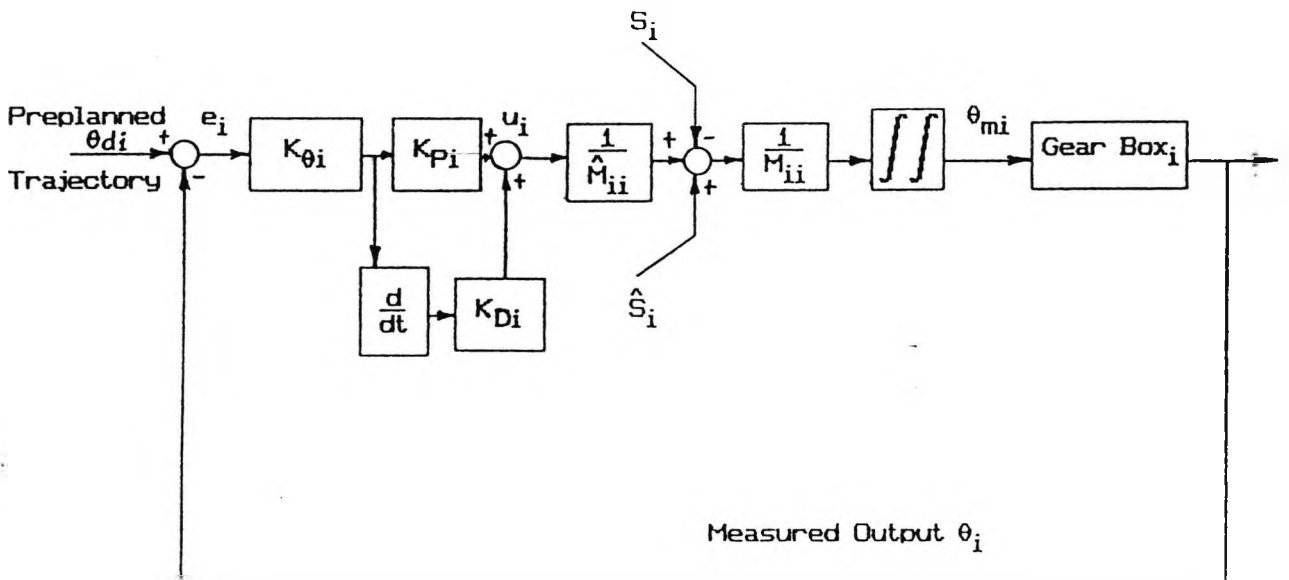 S_i
Preplanned
θdi
Trajectory
+
-
e_i
K_θi
K_Pi
+
u_i
+
1
M̂_ii
+
-
+
1
M_ii
∫∫
θ_mi
Gear Box_i
d
dt
K_Di
Ŝ_i
Measured Output θ_i